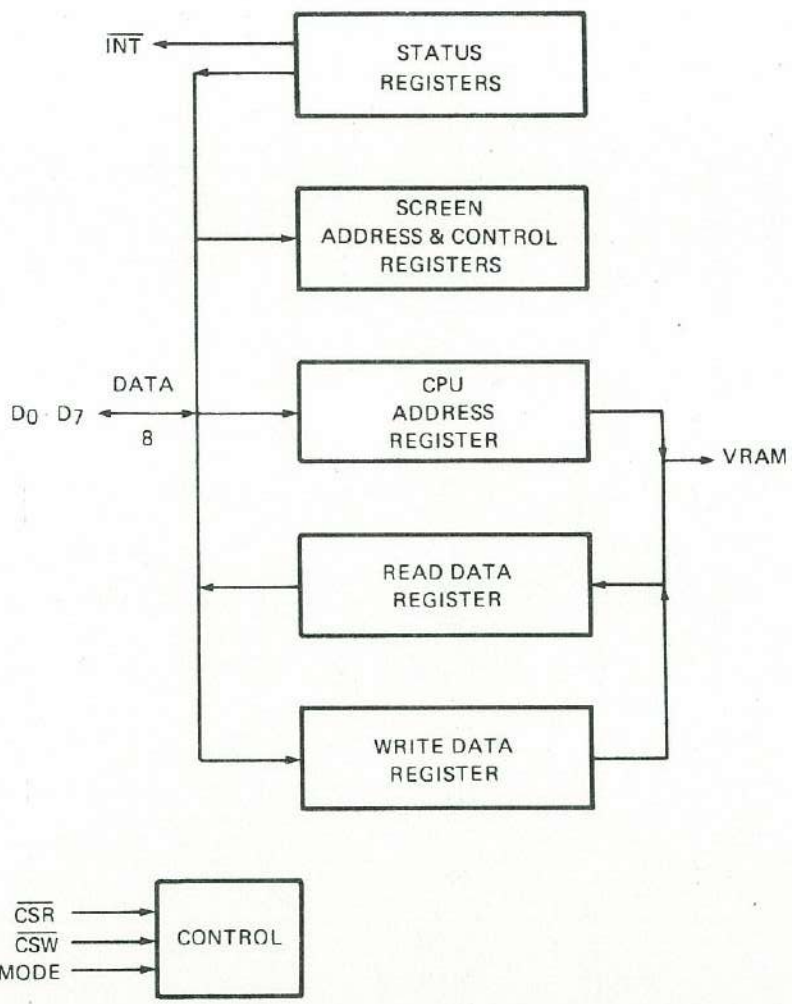 INT
STATUS
REGISTERS
SCREEN
ADDRESS & CONTROL
REGISTERS
DATA
D0 - D7
8
CPU
ADDRESS
REGISTER
VRAM
READ DATA
REGISTER
WRITE DATA
REGISTER
CSR
CSW
MODE
CONTROL